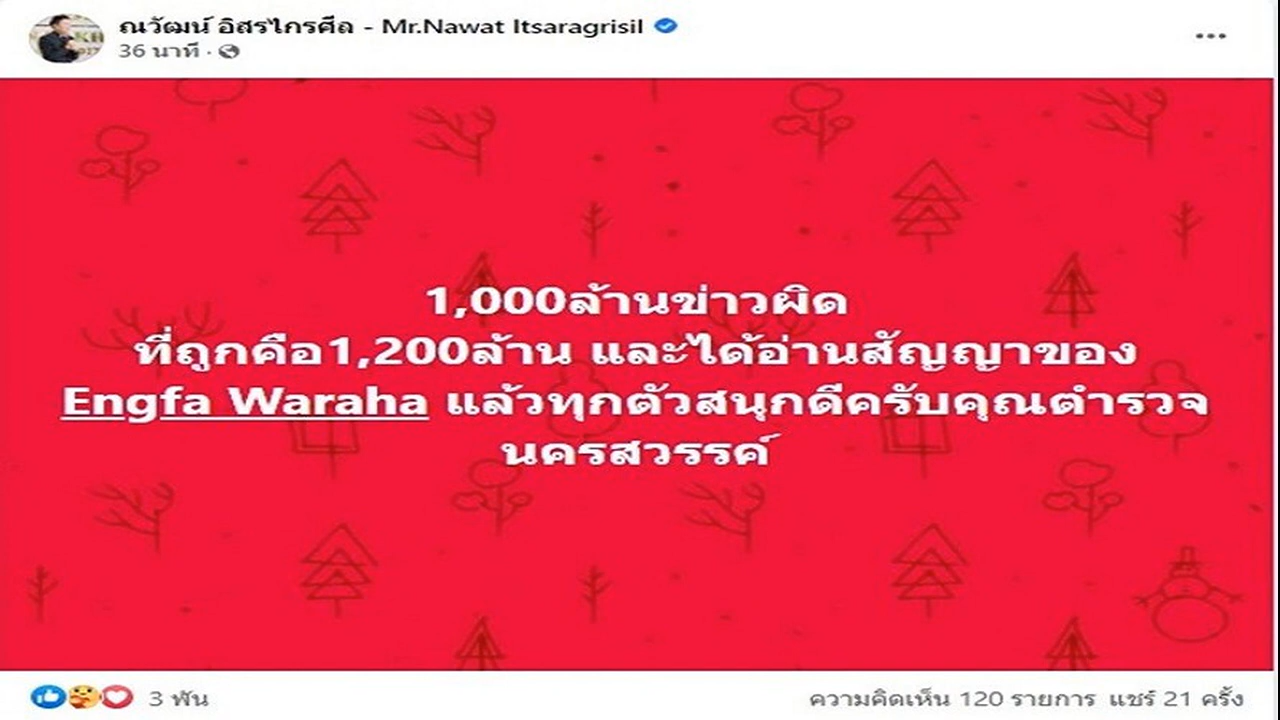 ณวัฒน์ อิสรไกรศีล - Mr.Nawat Itsaragrisil
36 นาที ·
1,000ล้านข่าวผิด
ที่ถูกคือ1,200ล้าน และได้อ่านสัญญาของ
Engfa Waraha แล้วทุกตัวสนุกดีครับคุณตำรวจ
นครสวรรค์
3 พัน
ความคิดเห็น 120 รายการ แชร์ 21 ครั้ง